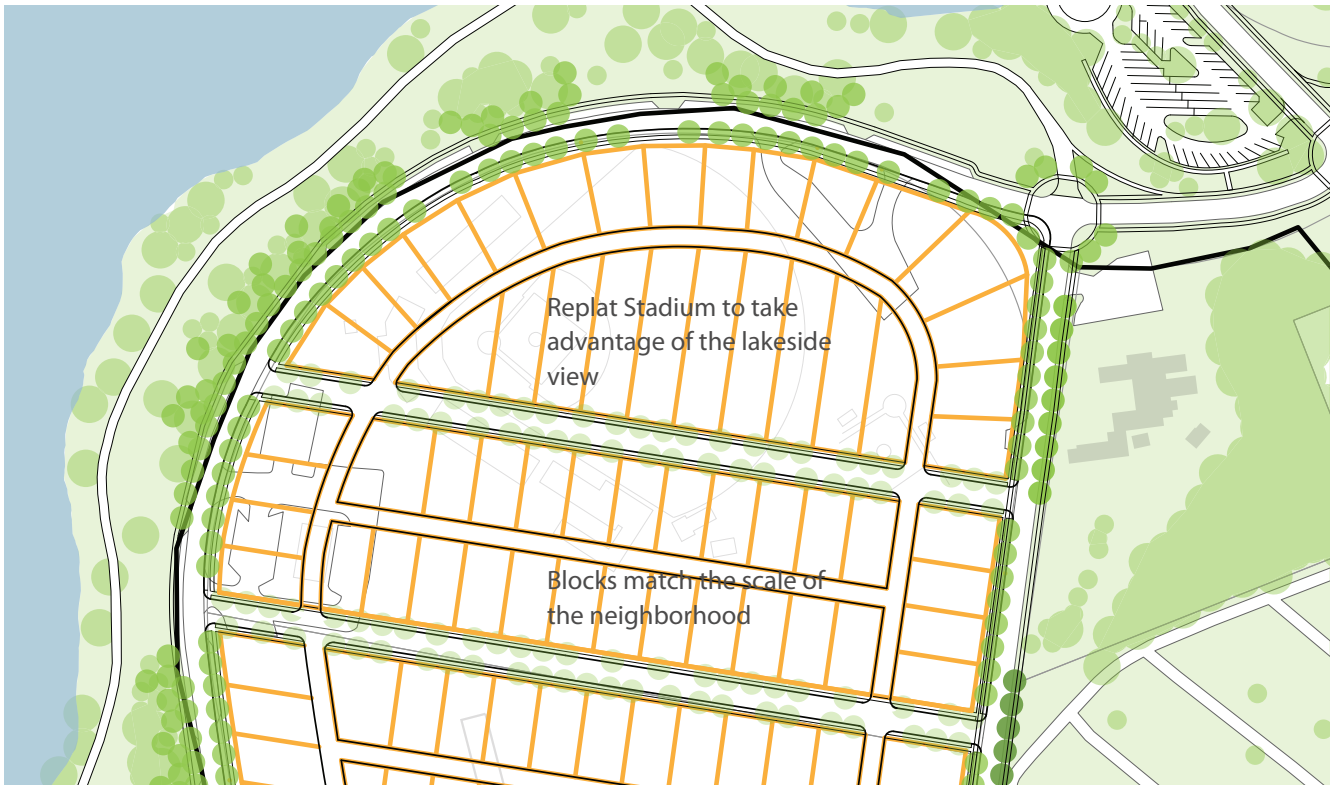 Replat Stadium to take
advantage of the lakeside
view
Blocks match the scale of
the neighborhood